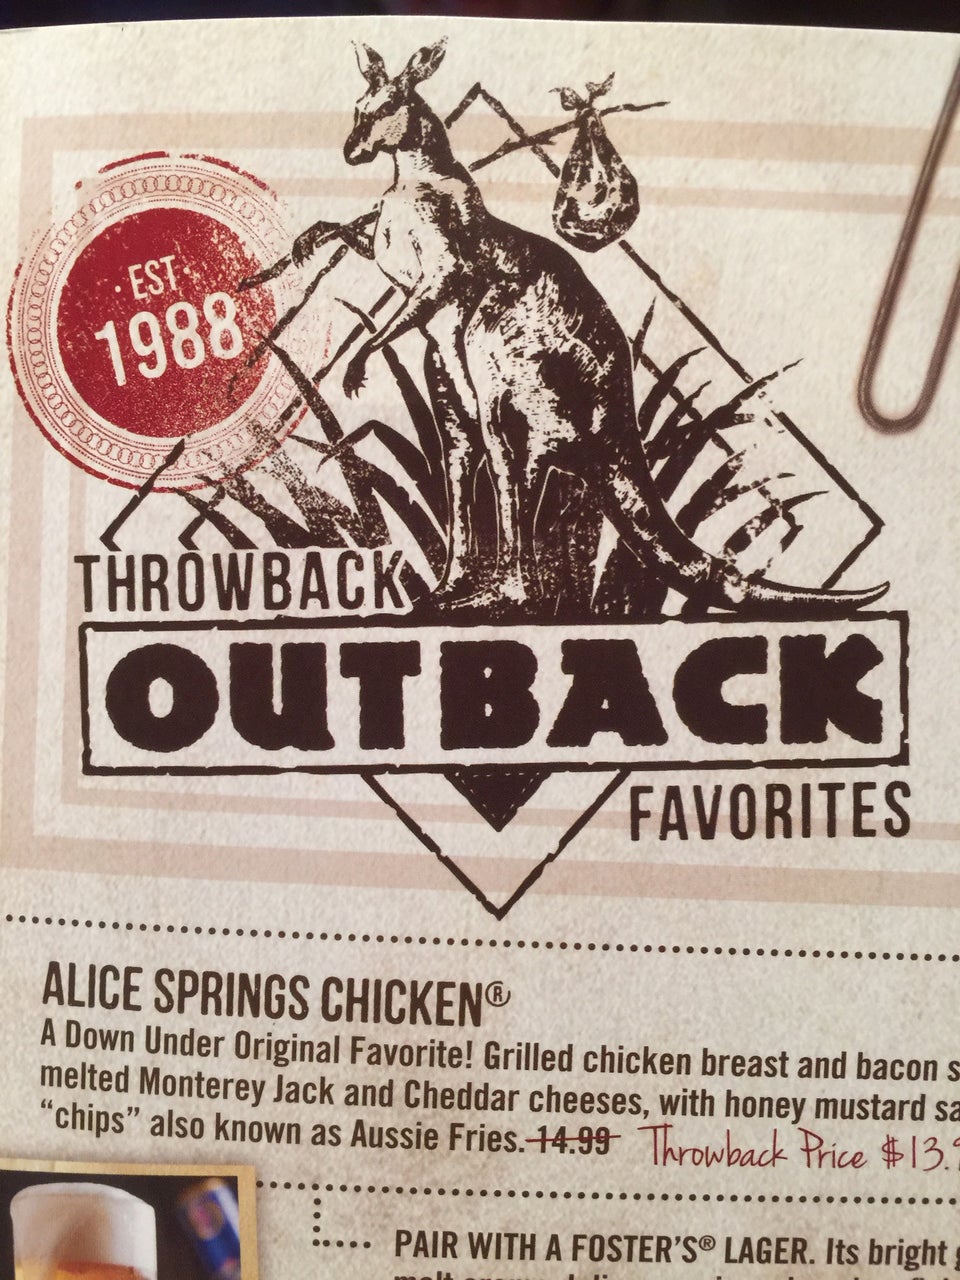 · EST ·
1988
THROWBACK
OUTBACK
FAVORITES
ALICE SPRINGS CHICKEN®
A Down Under Original Favorite! Grilled chicken breast and bacon
melted Monterey Jack and Cheddar cheeses, with honey mustard
“chips” also known as Aussie Fries. 14.99 Throwback Price $13.
PAIR WITH A FOSTER'S® LAGER. Its bright